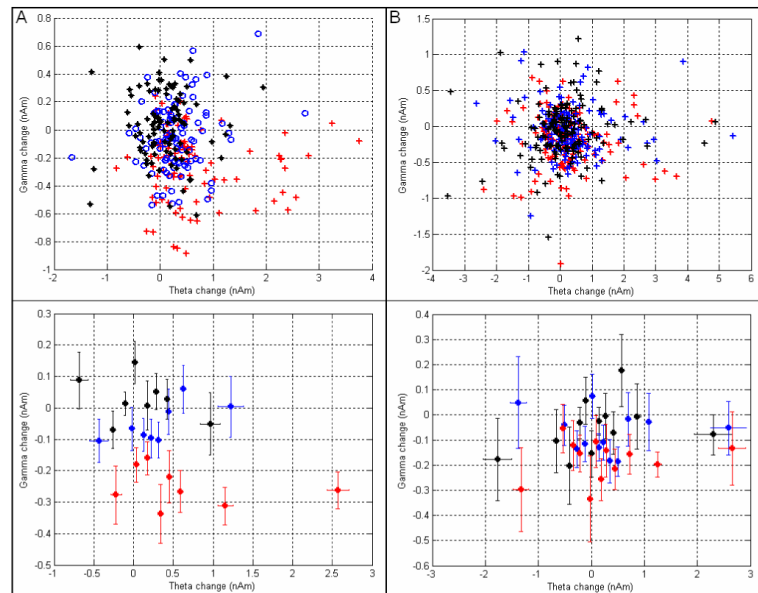 A
0.8
0.6
0.4
0.2
0
-0.2
-0.4
-0.6
-0.8
-1
Gamma change (nAm)
-2 -1 0 1 2 3 4
Theta change (nAm)
B
1.5
1
0.5
0
-0.5
-1
-1.5
-2
Gamma change (nAm)
-4 -3 -2 -1 0 1 2 3 4 5 6
Theta change (nAm)
0.3
0.2
0.1
0
-0.1
-0.2
-0.3
-0.4
-0.5
-0.6
Gamma change (nAm)
-1 -0.5 0 0.5 1 1.5 2 2.5 3
Theta change (nAm)
0.4
0.3
0.2
0.1
0
-0.1
-0.2
-0.3
-0.4
-0.5
-0.6
Gamma change (nAm)
-3 -2 -1 0 1 2 3
Theta change (nAm)